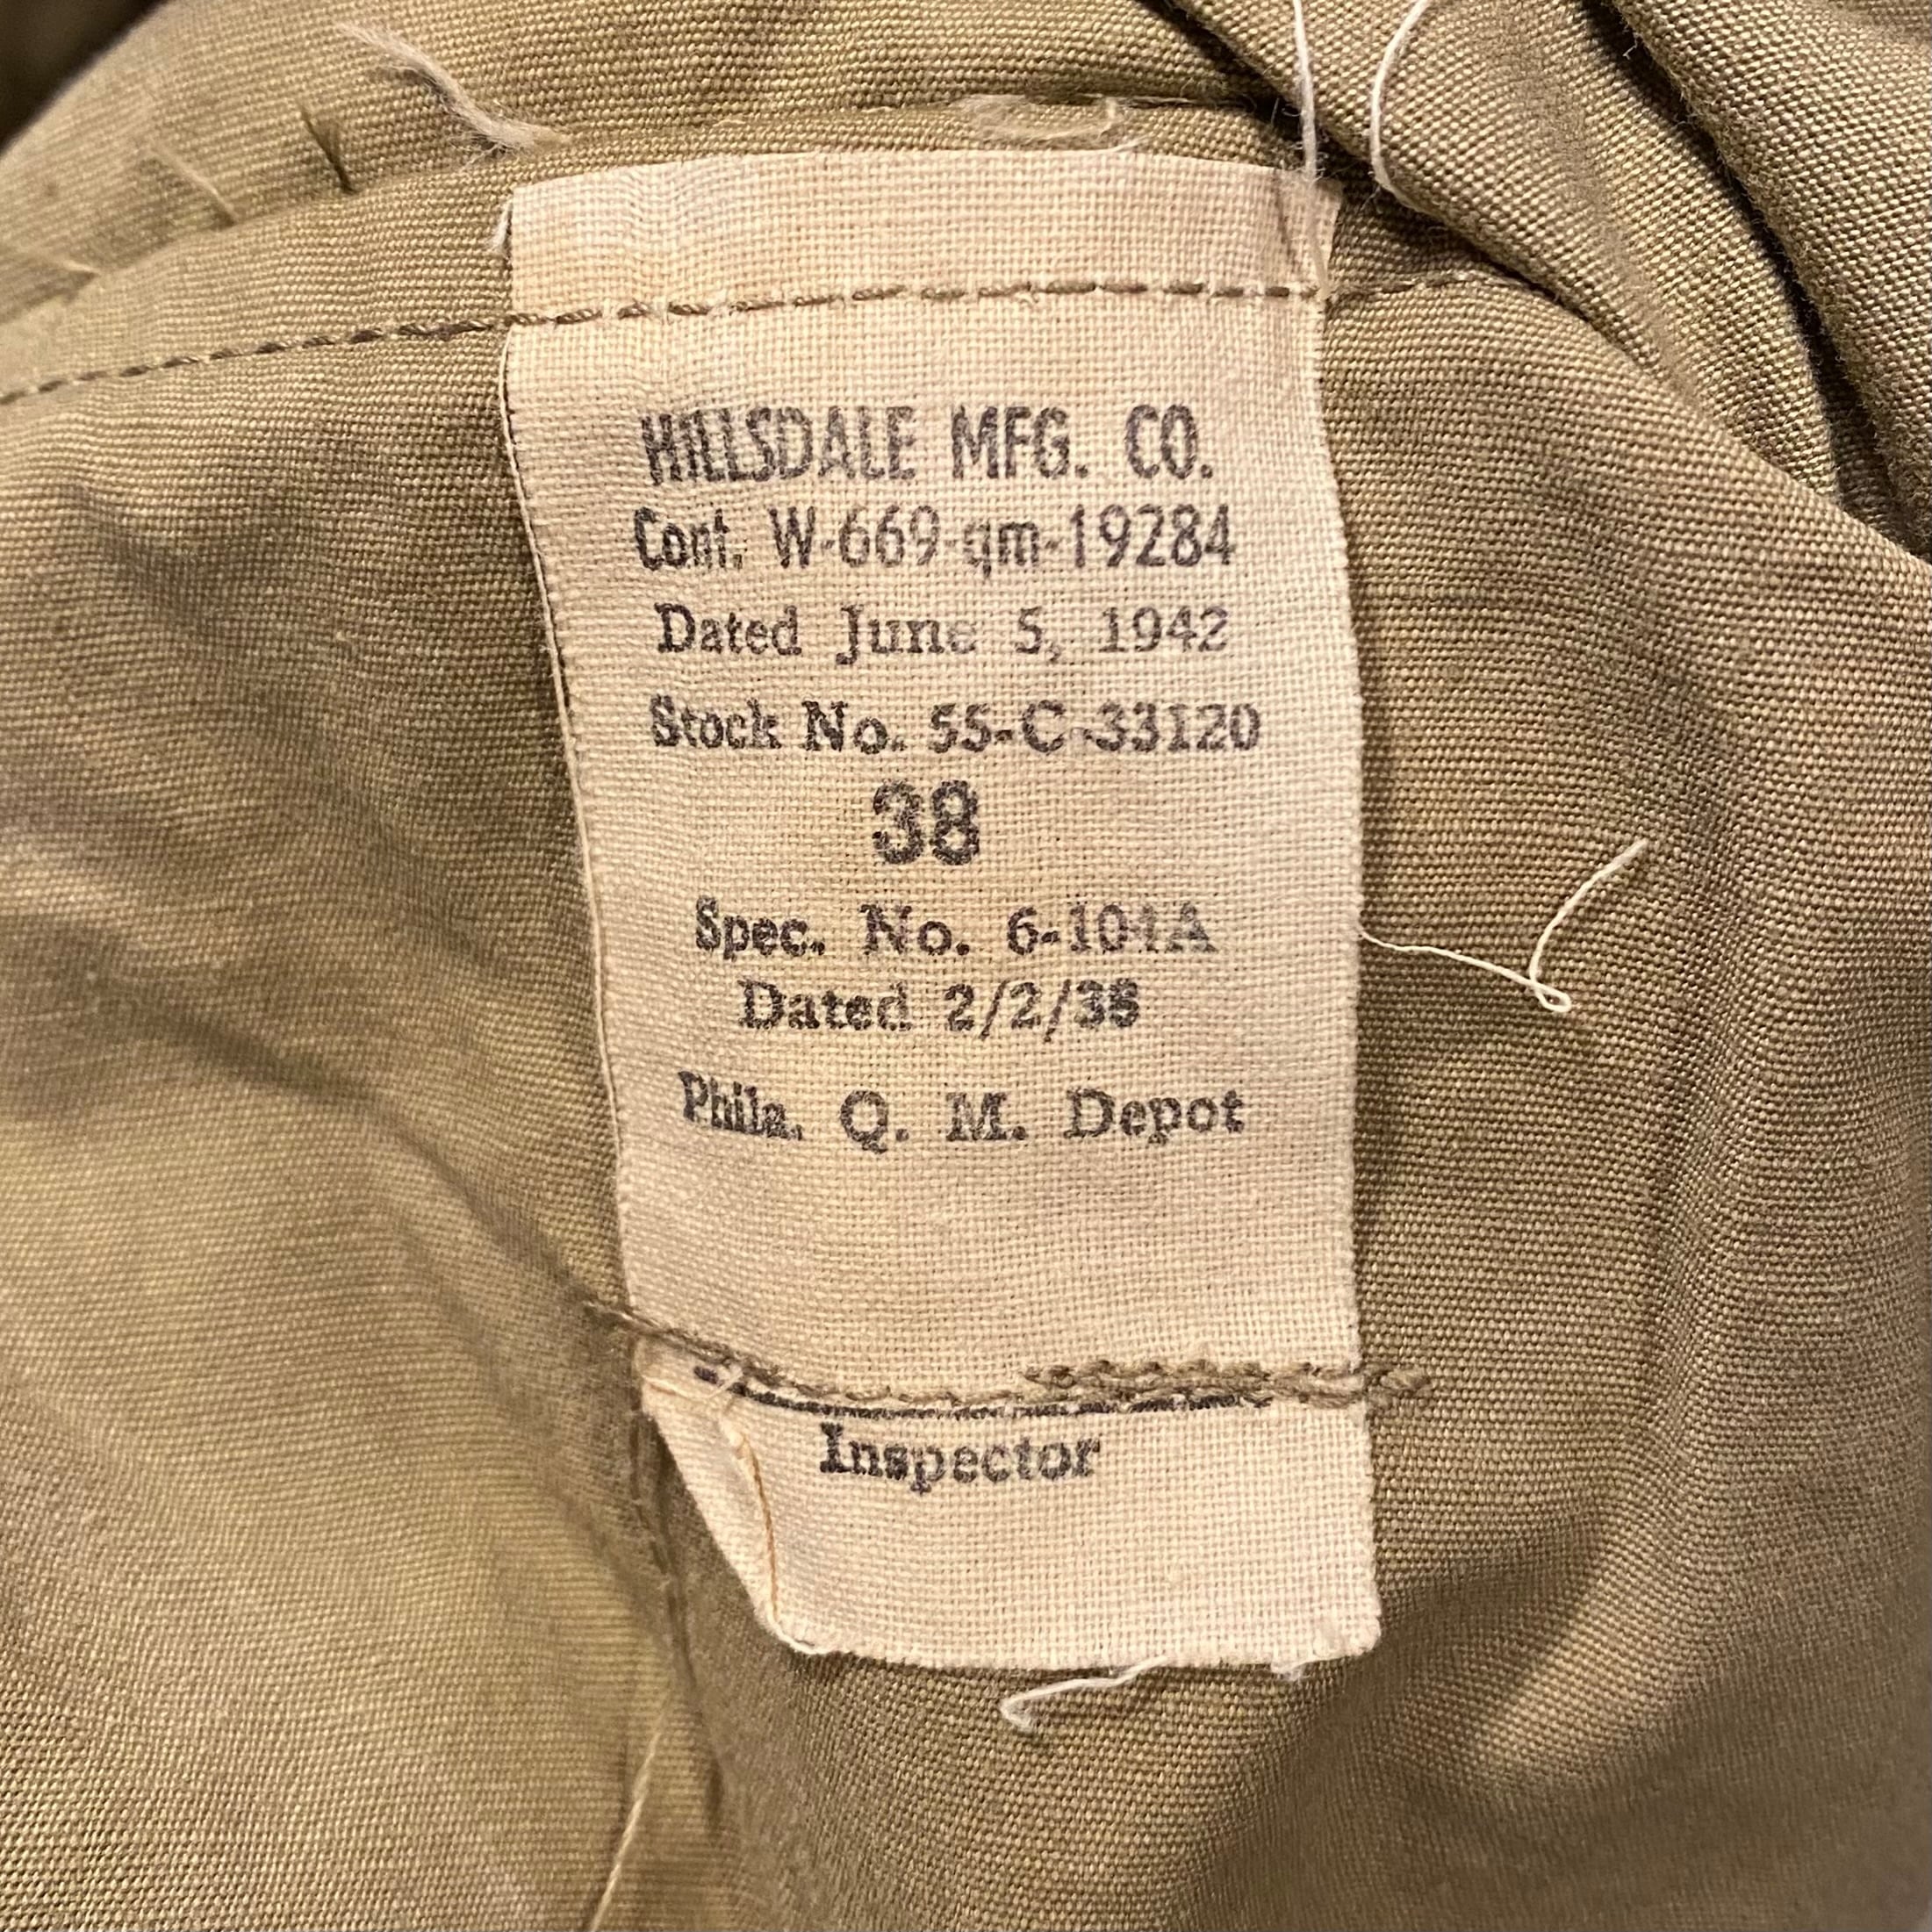 HILLSDALE MFG. CO.
Cont. W-669-qm-19284
Dated June 5, 1942
Stock No. 55-C-33120
38
Spec. No. 6-104A
Dated 2/2/38
Phila. Q. M. Depot
Inspector